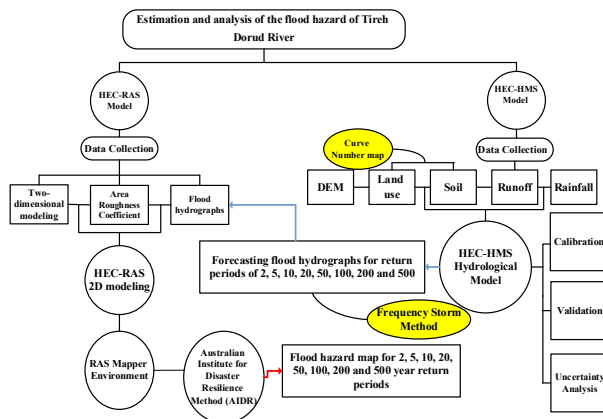 Estimation and analysis of the flood hazard of Tireh
Dorud River
HEC-RAS
Model
HEC-HMS
Model
Data Collection
Curve
Number map
Data Collection
Two-
dimensional
modeling
Area
Roughness
Coefficient
Flood
hydrographs
DEM
Land
use
Soil
Runoff
Rainfall
HEC-RAS
2D modeling
Forecasting flood hydrographs for return
periods of 2, 5, 10, 20, 50, 100, 200 and 500
HEC-HMS
Hydrological
Model
Calibration
Frequency Storm
Method
Validation
RAS Mapper
Environment
Australian
Institute for
Disaster
Resilience
Method (AIDR)
Flood hazard map for 2, 5, 10, 20,
50, 100, 200 and 500 year return
periods
Uncertainty
Analysis